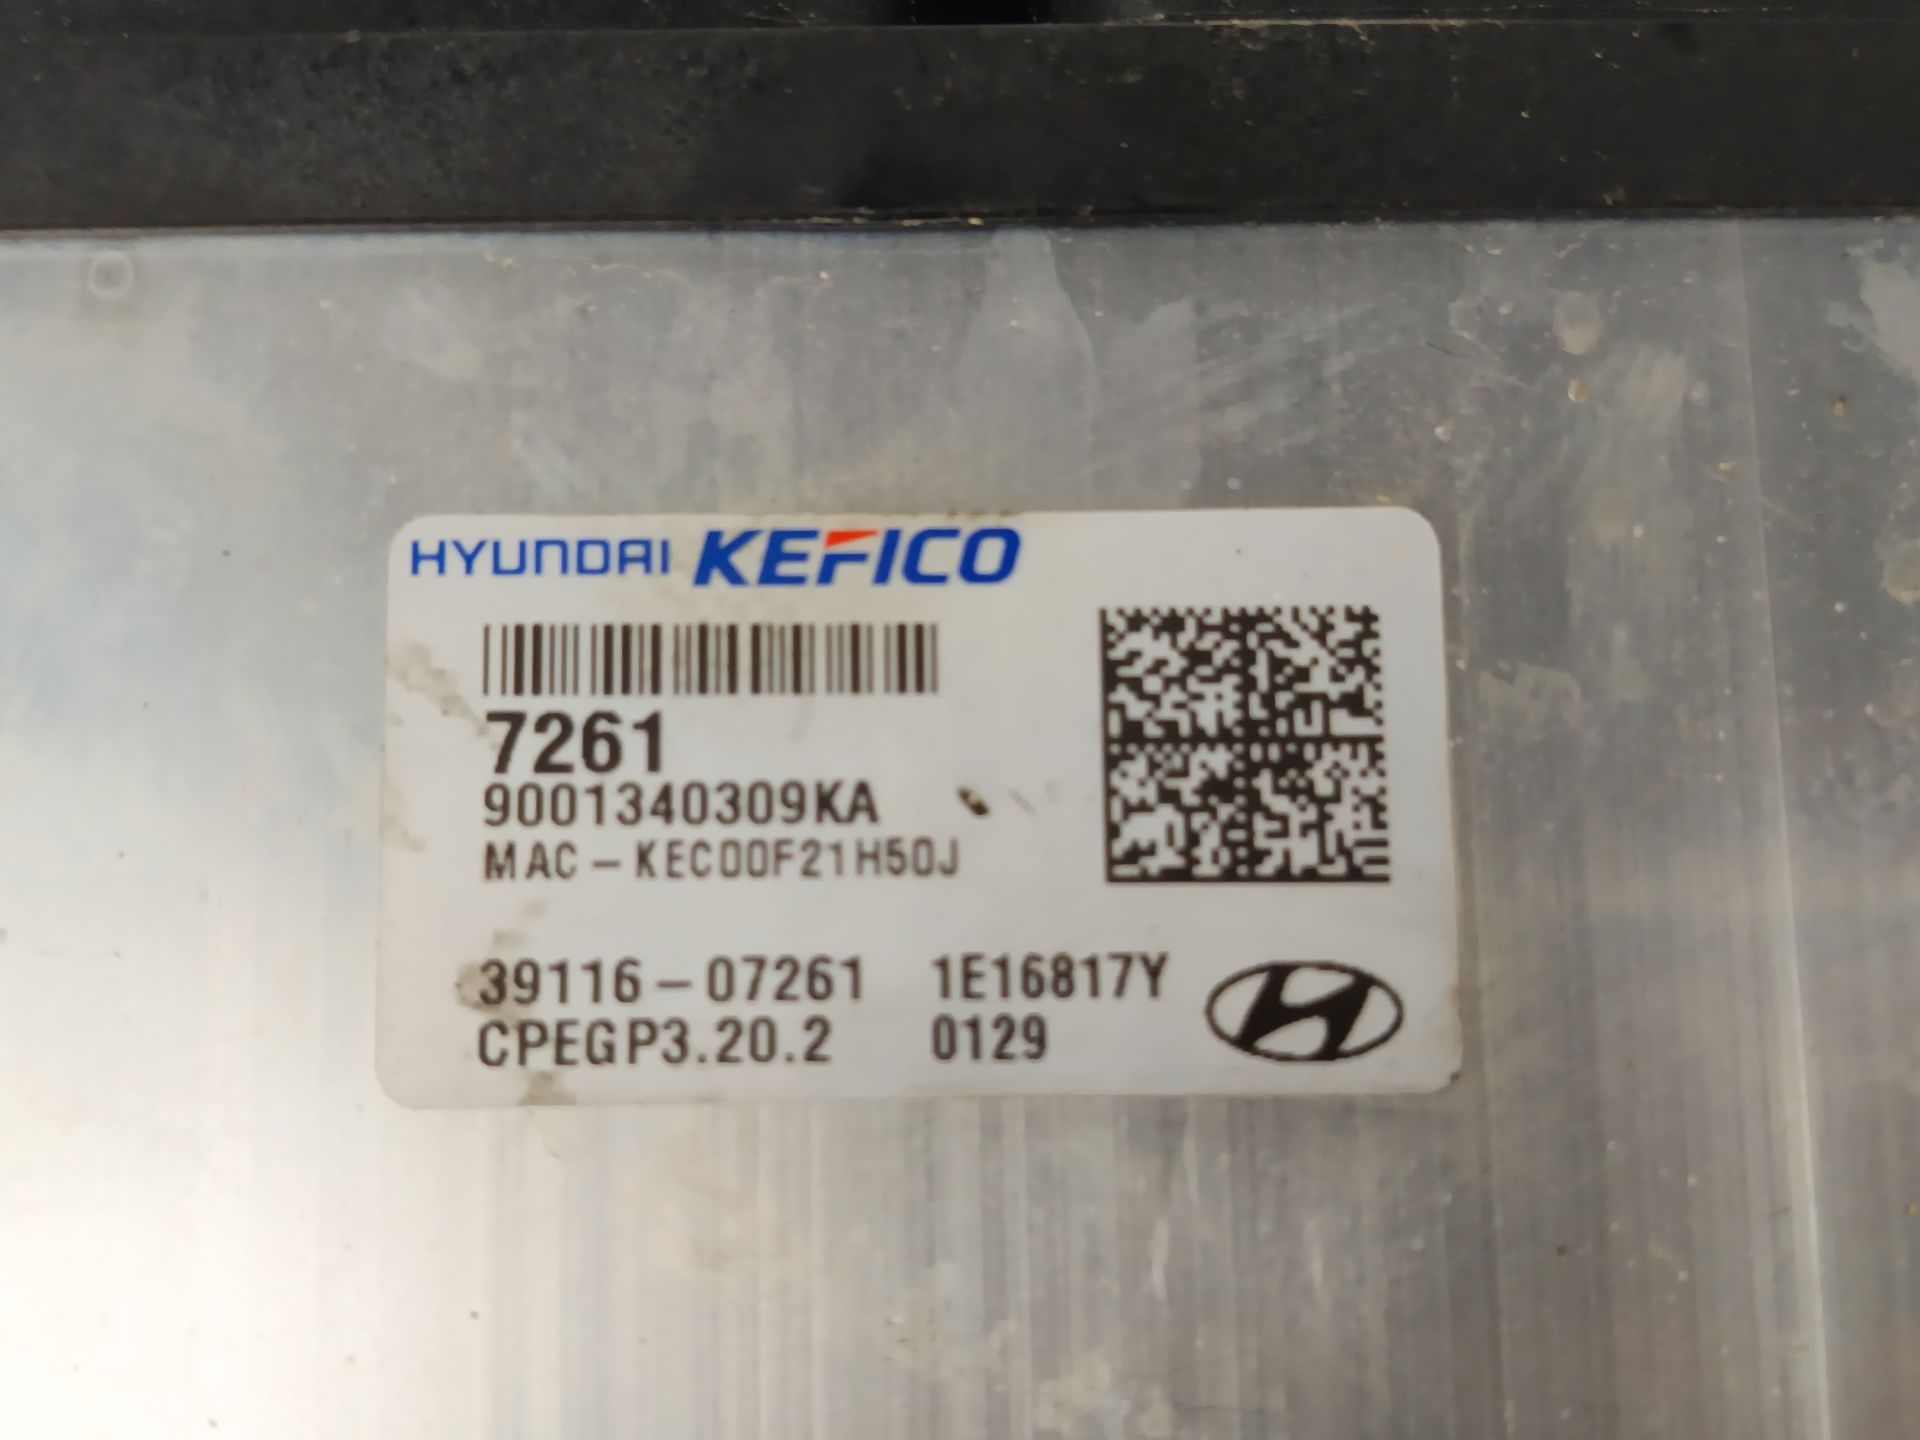 HYUNDAI KEFICO
7261
9001340309KA
MAC-KEC00F21H50J
39116-07261 1E16817Y
CPEGP3.20.2 0129